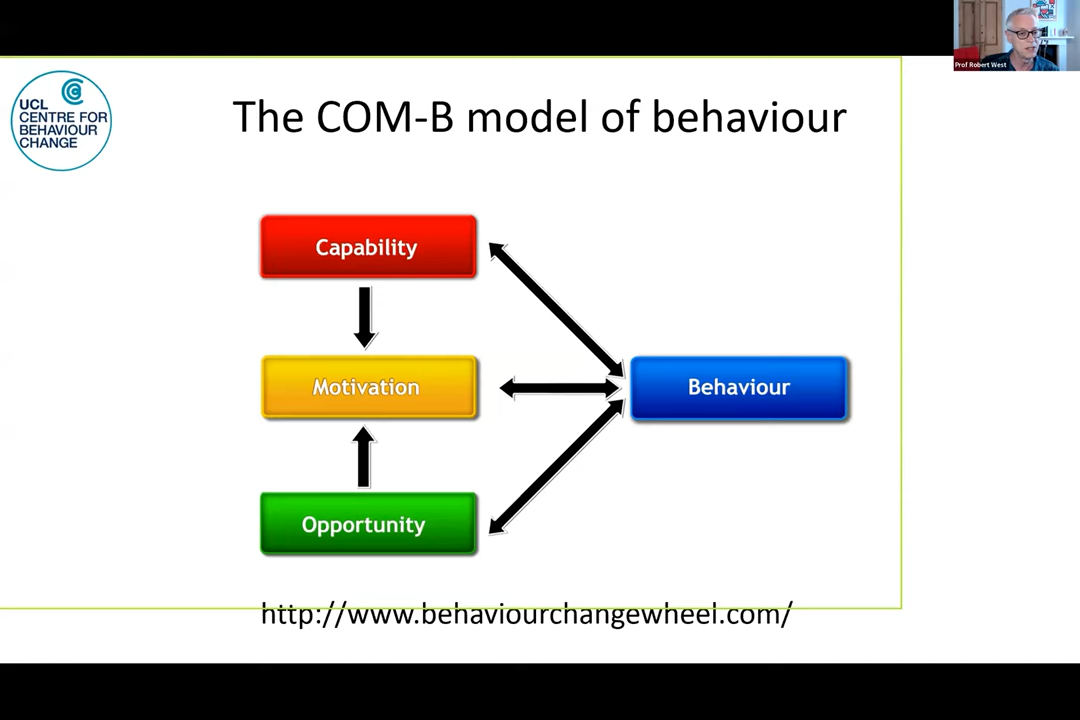 Prof Robert West
UCL
CENTRE FOR
BEHAVIOUR
CHANGE
The COM-B model of behaviour
Capability
Motivation
Behaviour
Opportunity
http://www.behaviourchangewheel.com/